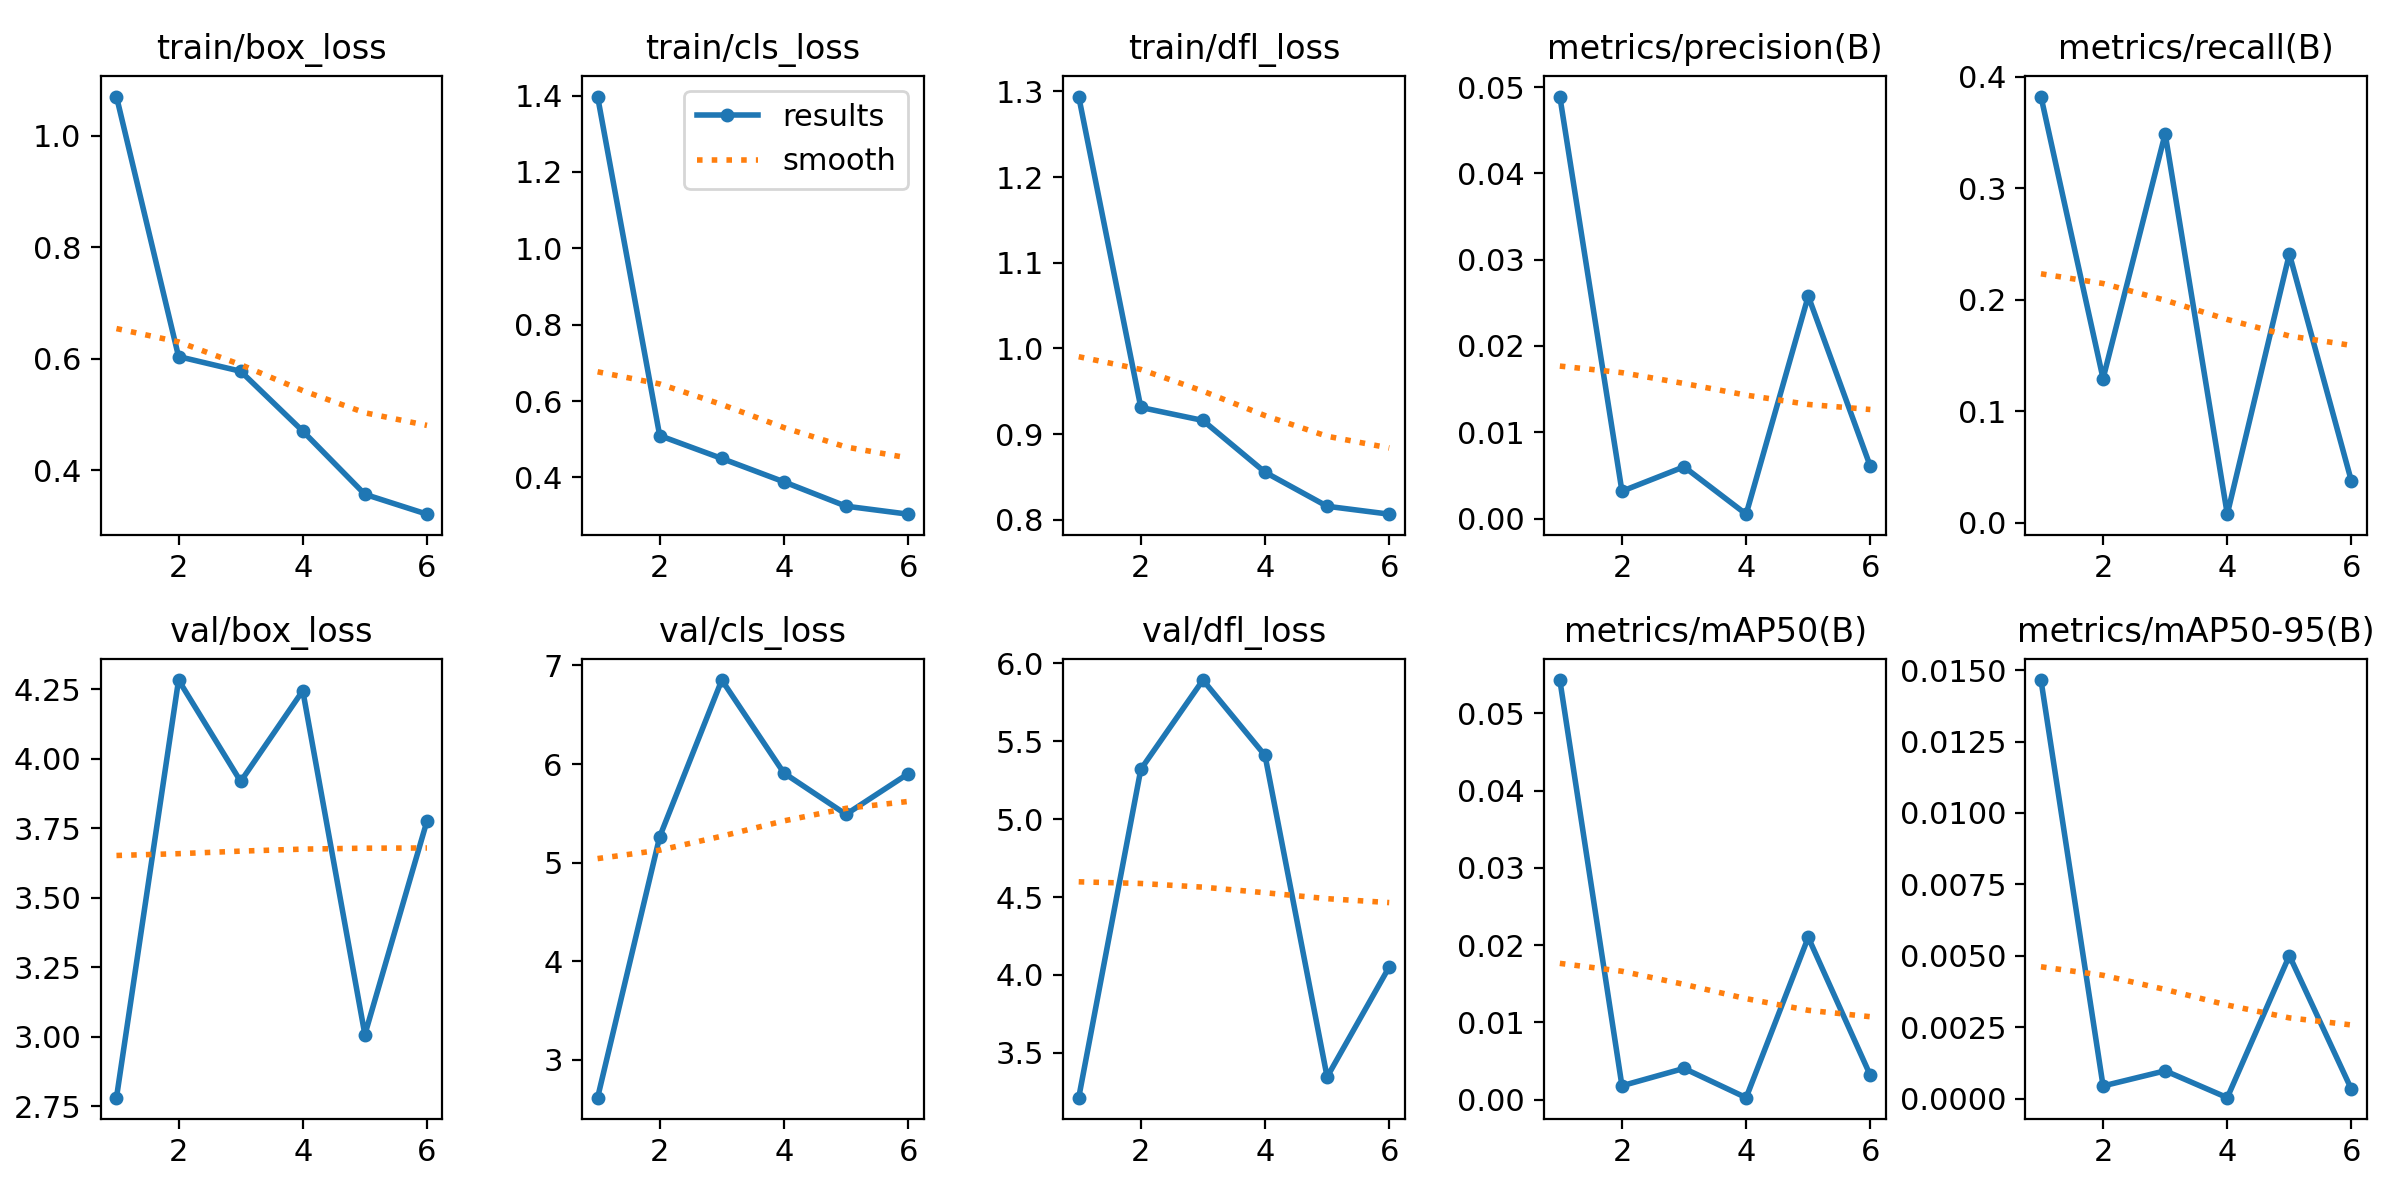 train/box_loss
1.0
0.8
0.6
0.4
2 4 6
train/cls_loss
results
smooth
1.4
1.2
1.0
0.8
0.6
0.4
2 4 6
train/dfl_loss
1.3
1.2
1.1
1.0
0.9
0.8
2 4 6
metrics/precision(B)
0.05
0.04
0.03
0.02
0.01
0.00
2 4 6
metrics/recall(B)
0.4
0.3
0.2
0.1
0.0
2 4 6
val/box_loss
4.25
4.00
3.75
3.50
3.25
3.00
2.75
2 4 6
val/cls_loss
7
6
5
4
3
2 4 6
val/dfl_loss
6.0
5.5
5.0
4.5
4.0
3.5
2 4 6
metrics/mAP50(B)
0.05
0.04
0.03
0.02
0.01
0.00
2 4 6
metrics/mAP50-95(B)
0.0150
0.0125
0.0100
0.0075
0.0050
0.0025
0.0000
2 4 6